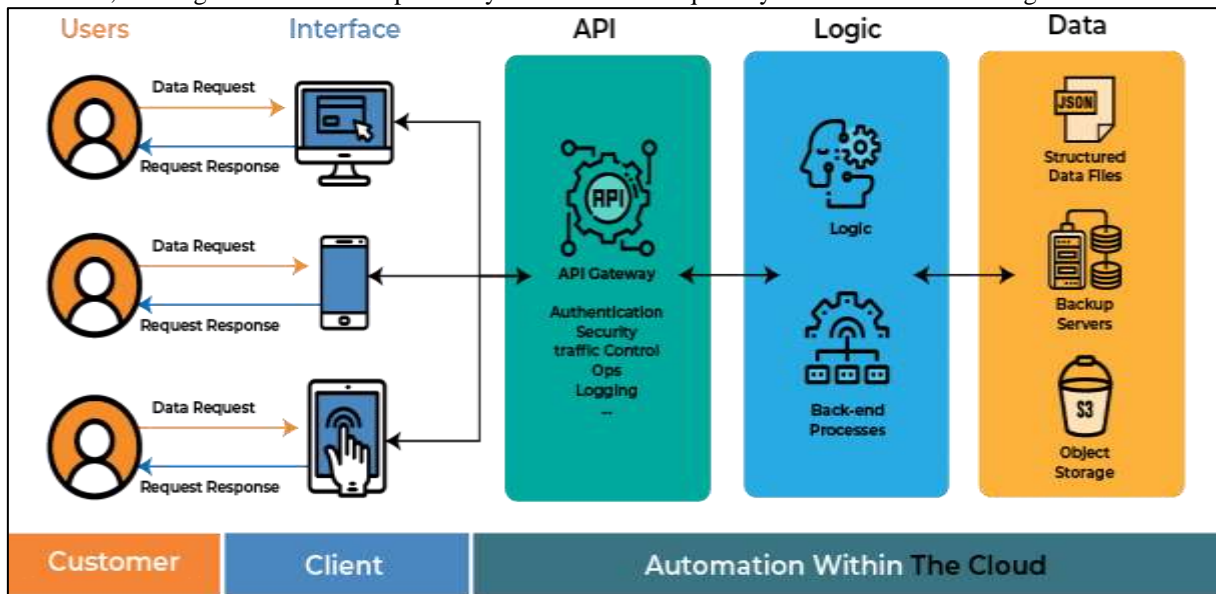 Users
Interface
API
Logic
Data
Data Request
Request Response
Data Request
Request Response
Data Request
Request Response
API
API Gateway
Authentication
Security
traffic Control
Ops
Logging
...
Logic
Back-end
Processes
JSON
Structured
Data Files
Backup
Servers
S3
Object
Storage
Customer
Client
Automation Within The Cloud